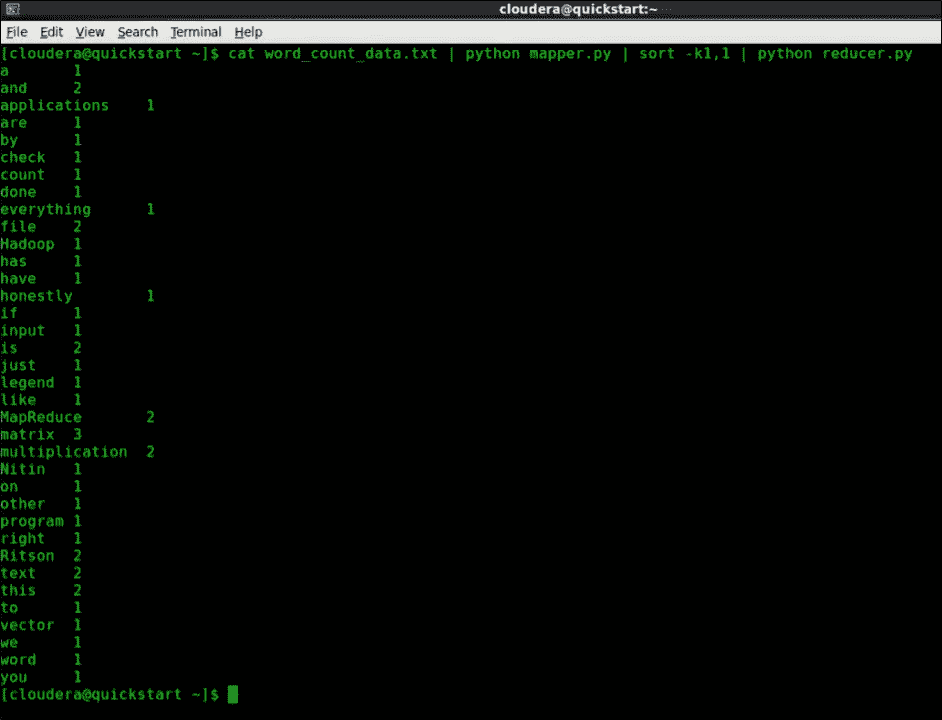 cloudera@quickstart:~
File Edit View Search Terminal Help
[cloudera@quickstart ~]$ cat word_count_data.txt | python mapper.py | sort -k1,1 | python reducer.py
a 1
and 2
applications 1
are 1
by 1
check 1
count 1
done 1
everything 1
file 2
Hadoop 1
has 1
have 1
honestly 1
if 1
input 1
is 2
just 1
legend 1
like 1
MapReduce 2
matrix 3
multiplication 2
Nitin 1
on 1
other 1
program 1
right 1
Ritson 2
text 2
this 2
to 1
vector 1
we 1
word 1
you 1
[cloudera@quickstart ~]$